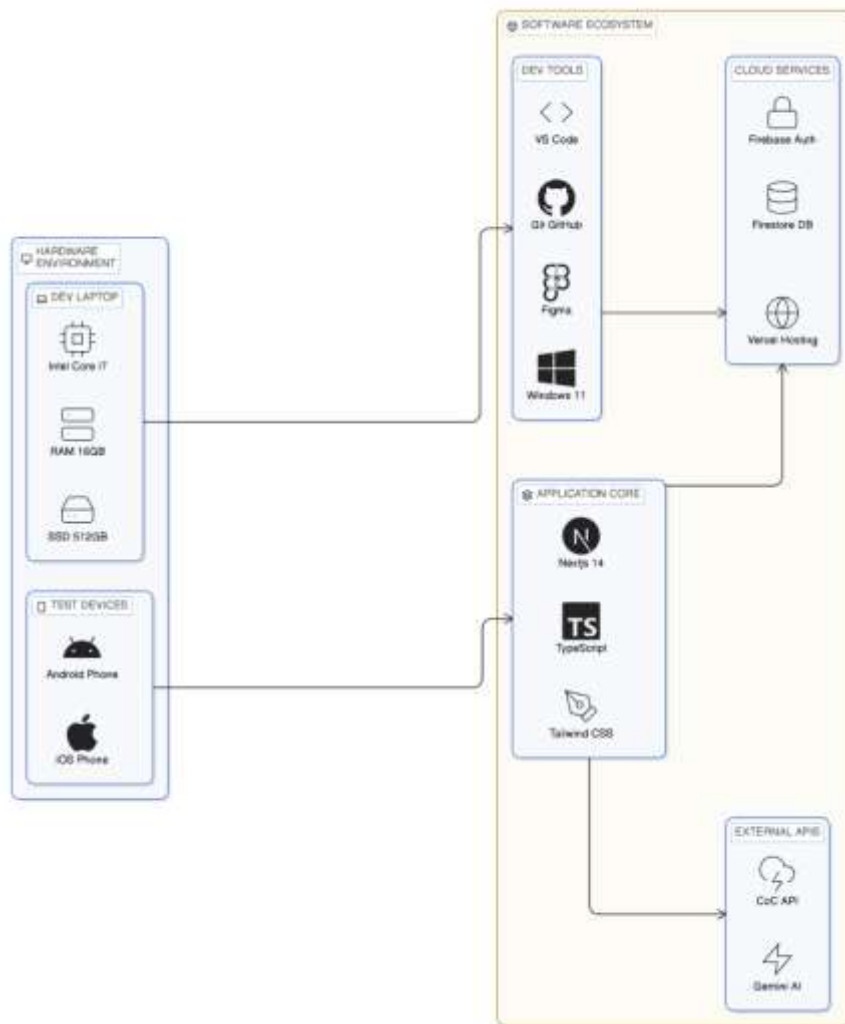 SOFTWARE ECOSYSTEM
DEV TOOLS
VS Code
Git GitHub
Figma
Windows 11
CLOUD SERVICES
Firebase Auth
Firestore DB
Vercel Hosting
HARDWARE
ENVIRONMENT
DEV LAPTOP
Intel Core i7
RAM 16GB
SSD 512GB
TEST DEVICES
Android Phone
iOS Phone
APPLICATION CORE
Nextjs 14
TS
TypeScript
Tailwind CSS
EXTERNAL APIS
CoC API
Gemini AI